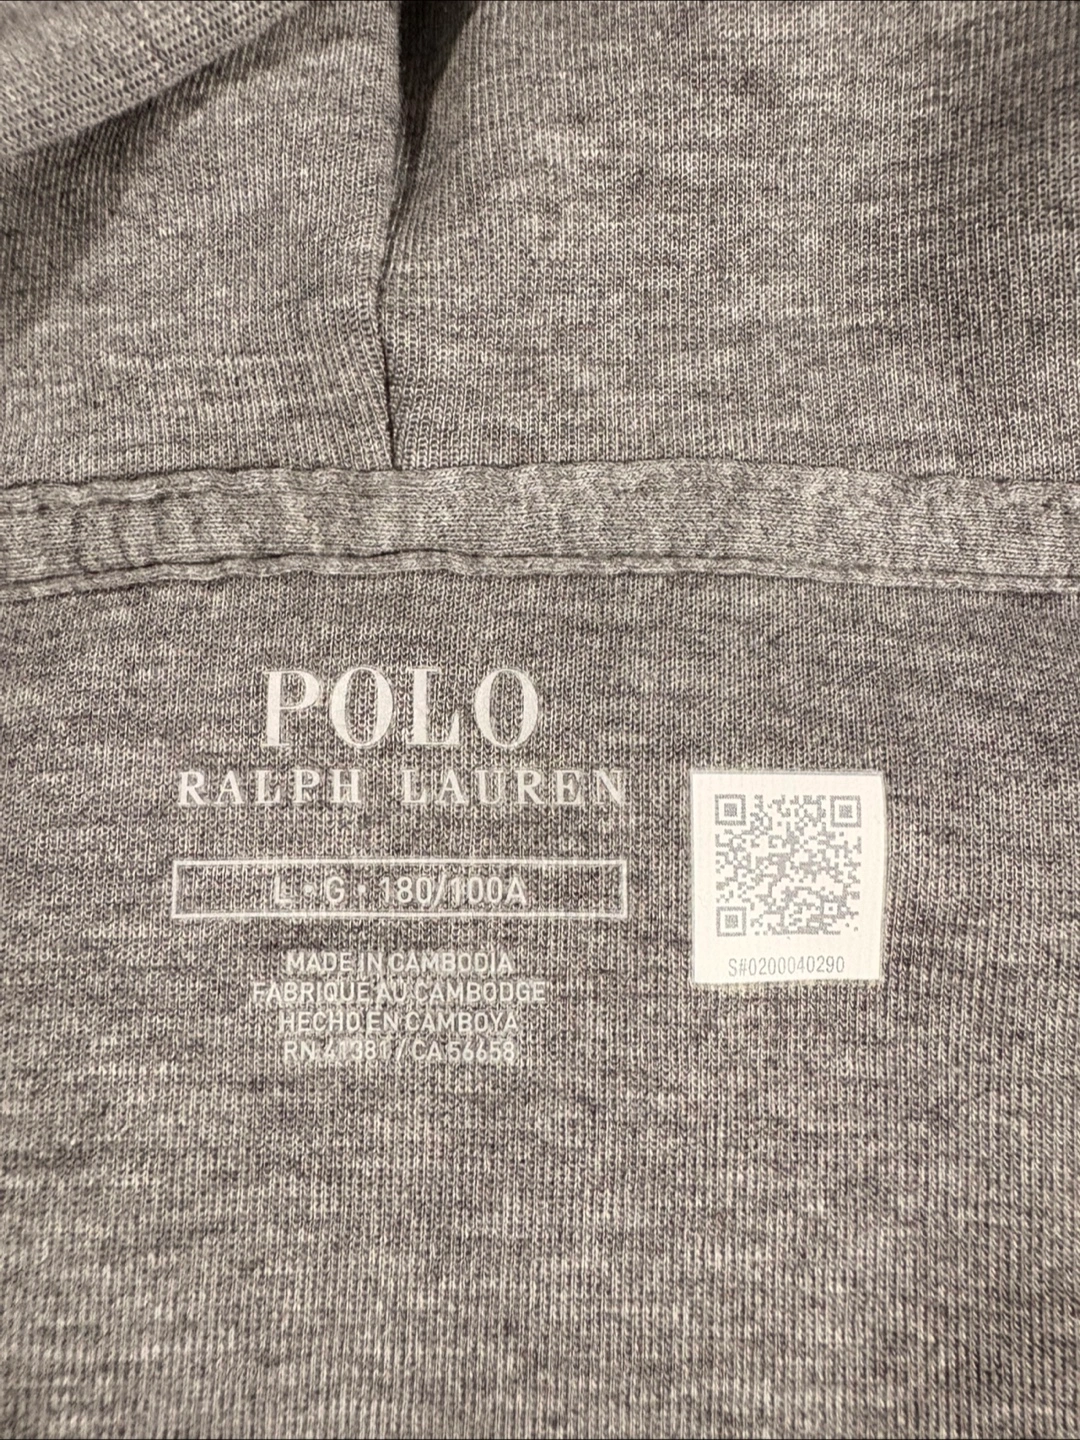 POLO
RALPH LAUREN
L • G • 180/100A
MADE IN CAMBODIA
FABRIQUE AU CAMBODGE
HECHO EN CAMBOYA
RN 41381 / CA 56658
S#0200040290